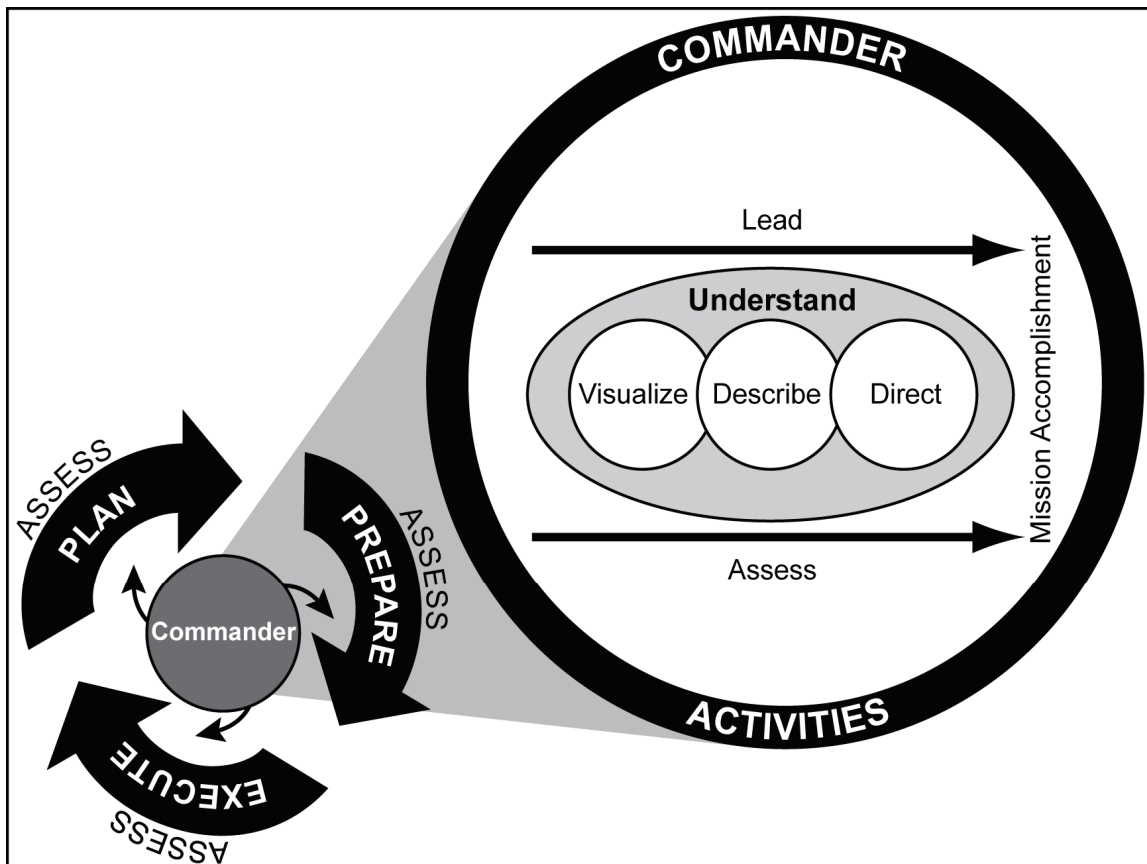 COMMANDER
Lead
Understand
Visualize
Describe
Direct
Assess
Mission Accomplishment
ACTIVITIES
ASSESS
PLAN
PREPARE
ASSESS
Commander
EXECUTE
ASSESS